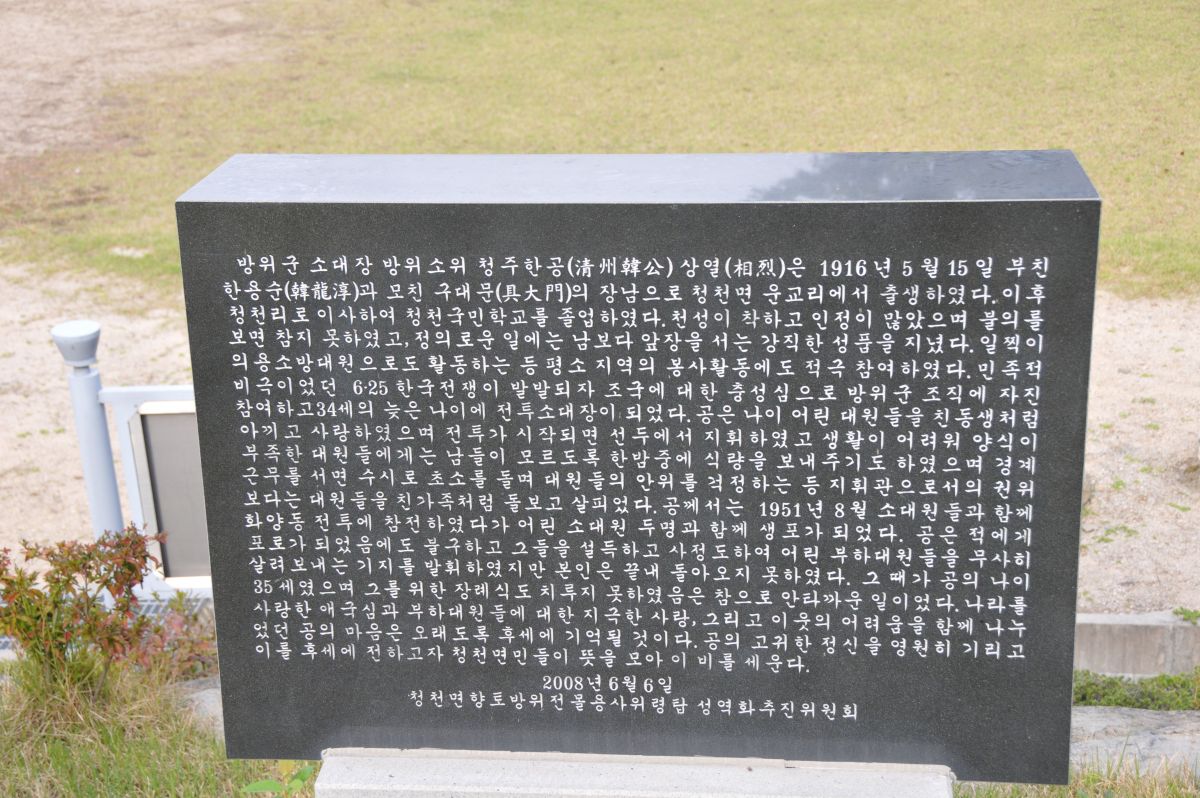 방위군 소대장 방위소위 청주한공(清州韓公) 상열(相烈)은 1916년 5월 15일 부친
한용순(韓龍淳)과 모친 구대문(具大門)의 장남으로 청천면 운교리에서 출생하였다. 이후
청천리로 이사하여 청천국민학교를 졸업하였다. 천성이 착하고 인정이 많았으며 불의를
보면 참지 못하였고, 정의로운 일에는 남보다 앞장을 서는 강직한 성품을 지녔다. 일찍이
의용소방대원으로도 활동하는 등 평소 지역의 봉사활동에도 적극 참여하였다. 민족적
비극이었던 6·25 한국전쟁이 발발되자 조국에 대한 충성심으로 방위군 조직에 자진
참여하고 34세의 늦은 나이에 전투소대장이 되었다. 공은 나이 어린 대원들을 친동생처럼
아끼고 사랑하였으며 전투가 시작되면 선두에서 지휘하였고 생활이 어려워 양식이
부족한 대원들에게는 남들이 모르도록 한밤중에 식량을 보내주기도 하였으며 경계
근무를 서면 수시로 초소를 돌며 대원들의 안위를 걱정하는 등 지휘관으로서의 권위
보다는 대원들을 친가족처럼 돌보고 살피었다. 공께서는 1951년 8월 소대원들과 함께
화양동 전투에 참전하였다가 어린 소대원 두명과 함께 생포가 되었다. 공은 적에게
포로가 되었음에도 불구하고 그들을 설득하고 사정도하여 어린 부하대원들을 무사히
살려 보내는 기지를 발휘하였지만 본인은 끝내 돌아오지 못하였다. 그 때가 공의 나이
35세였으며 그를 위한 장례식도 치루지 못하였음은 참으로 안타까운 일이었다. 나라를
사랑한 애국심과 부하대원들에 대한 지극한 사랑, 그리고 이웃의 어려움을 함께 나누
었던 공의 마음은 오래도록 후세에 기억될 것이다. 공의 고귀한 정신을 영원히 기리고
이를 후세에 전하고자 청천면민들이 뜻을 모아 이 비를 세운다.
2008년 6월 6일
청천면향토방위전몰용사위령탑 성역화추진위원회